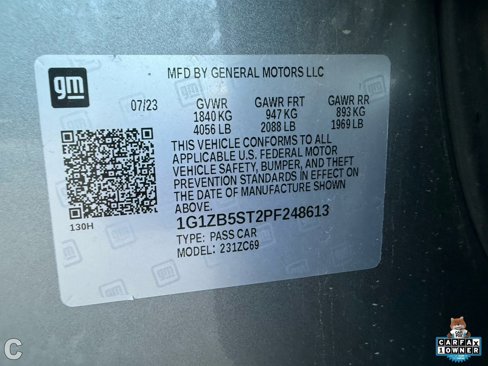 gm
MFD BY GENERAL MOTORS LLC
07/23 GVWR GAWR FRT GAWR RR
1840 KG 947 KG 893 KG
4056 LB 2088 LB 1969 LB
THIS VEHICLE CONFORMS TO ALL
APPLICABLE U.S. FEDERAL MOTOR
VEHICLE SAFETY, BUMPER, AND THEFT
PREVENTION STANDARDS IN EFFECT ON
THE DATE OF MANUFACTURE SHOWN
ABOVE.
130H
1G1ZB5ST2PF248613
TYPE: PASS CAR
MODEL: 231ZC69
C
CARFAX
1 OWNER